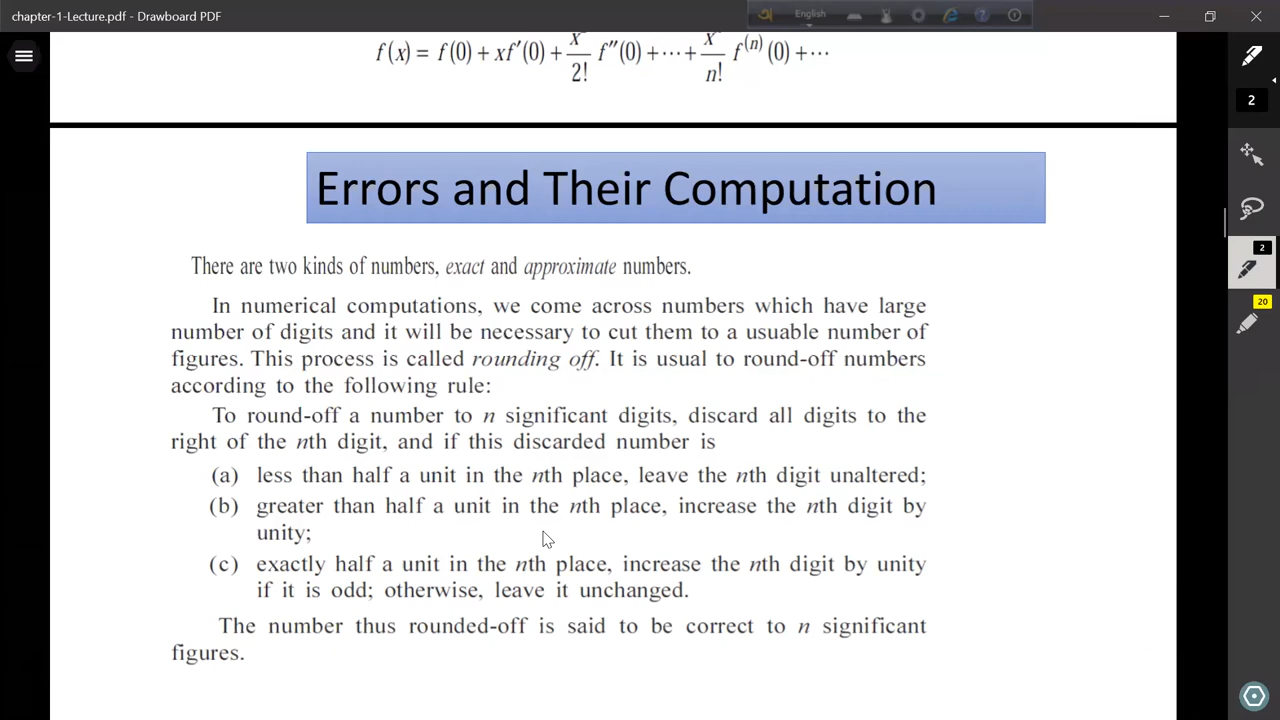 chapter-1-Lecture.pdf - Drawboard PDF
English
f(x) = f(0) + xf′(0) + x/2! f″(0) + ⋯ + x/n! f⁽ⁿ⁾(0) + ⋯
2
Errors and Their Computation
There are two kinds of numbers, exact and approximate numbers.
2
In numerical computations, we come across numbers which have large
number of digits and it will be necessary to cut them to a usuable number of
20
figures. This process is called rounding off. It is usual to round-off numbers
according to the following rule:
To round-off a number to n significant digits, discard all digits to the
right of the nth digit, and if this discarded number is
(a) less than half a unit in the nth place, leave the nth digit unaltered;
(b) greater than half a unit in the nth place, increase the nth digit by
unity;
(c) exactly half a unit in the nth place, increase the nth digit by unity
if it is odd; otherwise, leave it unchanged.
The number thus rounded-off is said to be correct to n significant
figures.